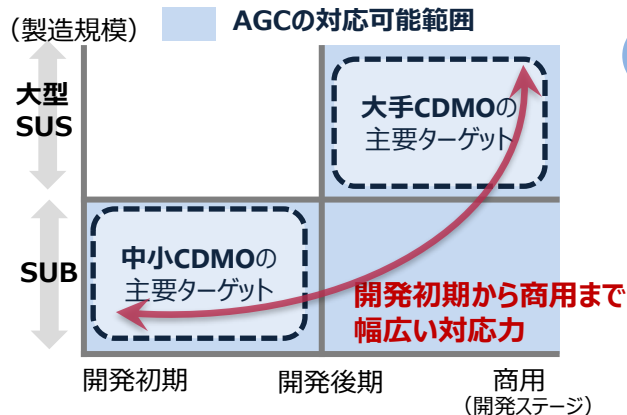 （製造規模）
AGCの対応可能範囲
大型
SUS
大手CDMOの
主要ターゲット
SUB
中小CDMOの
主要ターゲット
開発初期から商用まで
幅広い対応力
開発初期
開発後期
商用
（開発ステージ）